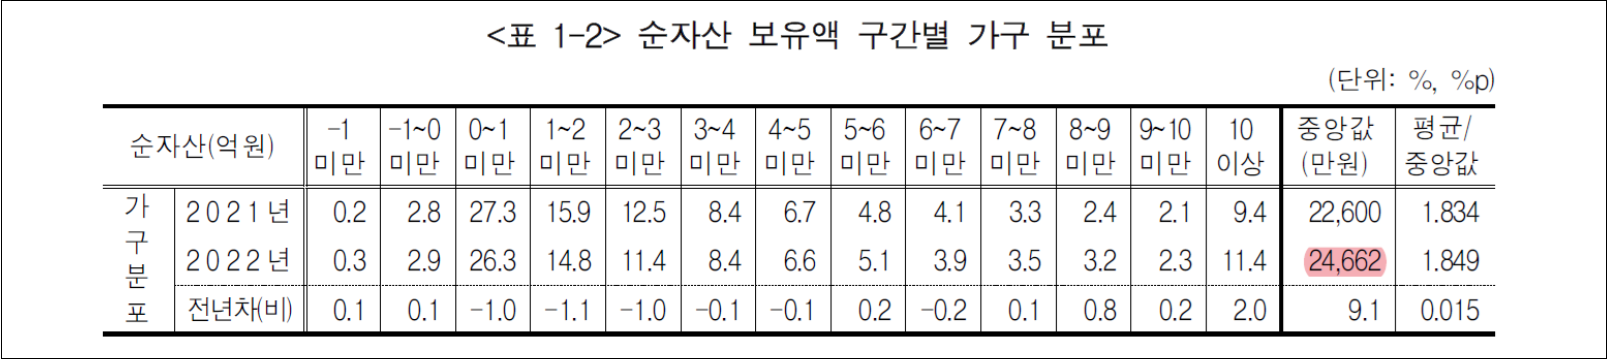 <표 1-2> 순자산 보유액 구간별 가구 분포
(단위: %, %p)
순자산(억원) -1 미만 -1~0 미만 0~1 미만 1~2 미만 2~3 미만 3~4 미만 4~5 미만 5~6 미만 6~7 미만 7~8 미만 8~9 미만 9~10 미만 10 이상 중앙값 (만원) 평균/ 중앙값
가구분포
2021년 0.2 2.8 27.3 15.9 12.5 8.4 6.7 4.8 4.1 3.3 2.4 2.1 9.4 22,600 1.834
2022년 0.3 2.9 26.3 14.8 11.4 8.4 6.6 5.1 3.9 3.5 3.2 2.3 11.4 24,662 1.849
전년차(비) 0.1 0.1 -1.0 -1.1 -1.0 -0.1 -0.1 0.2 -0.2 0.1 0.8 0.2 2.0 9.1 0.015